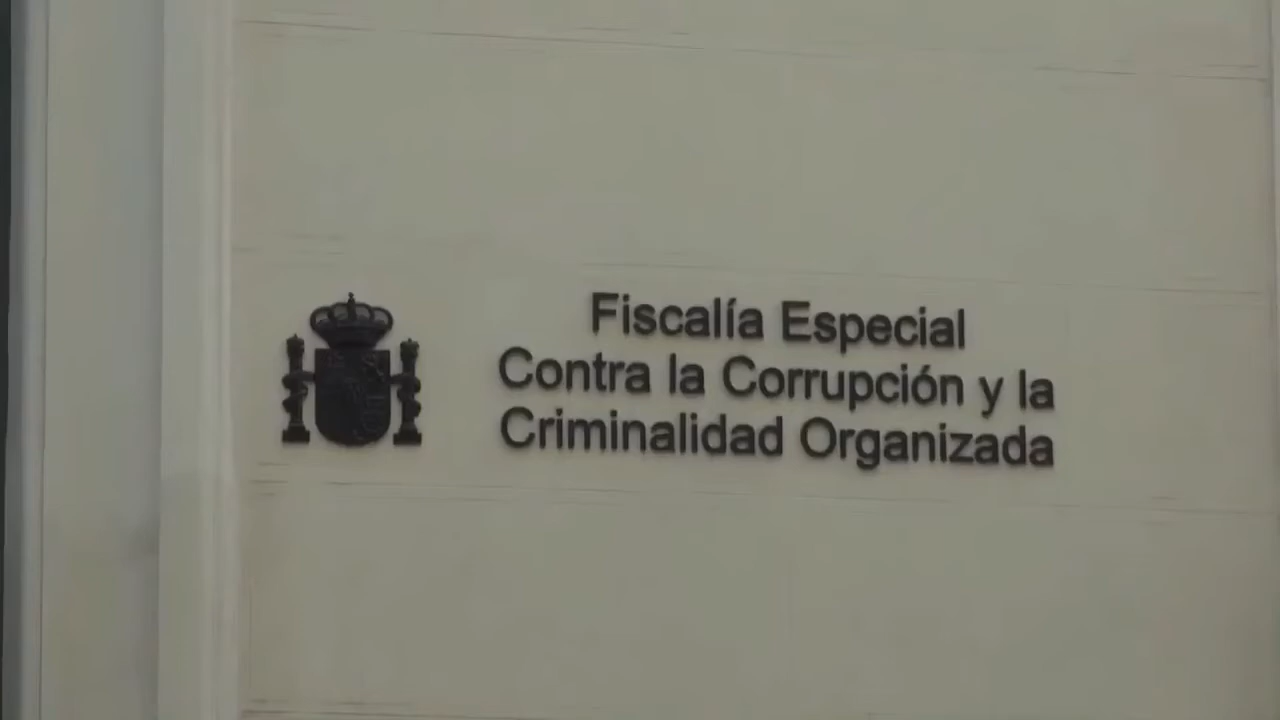 Fiscalía Especial
Contra la Corrupción y la
Criminalidad Organizada